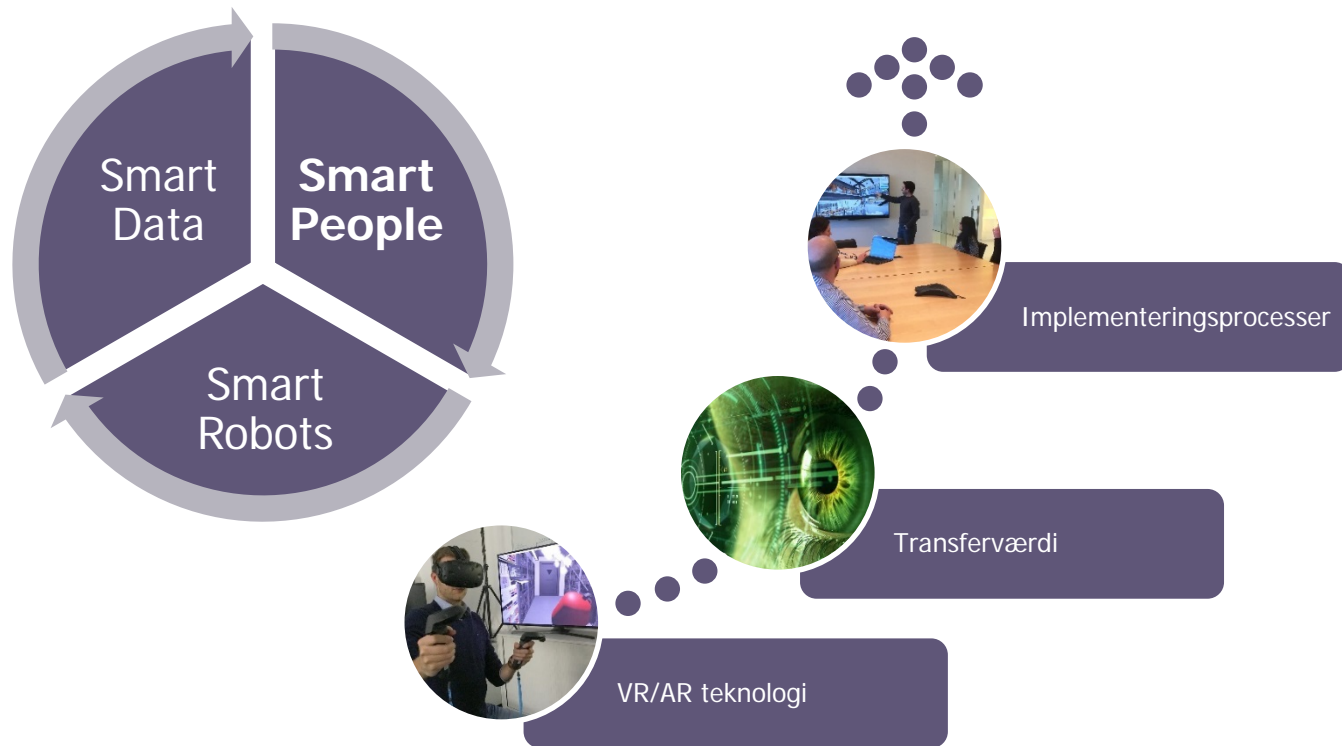 Smart
Data
Smart
People
Smart
Robots
Implementeringsprocesser
Transferværdi
VR/AR teknologi